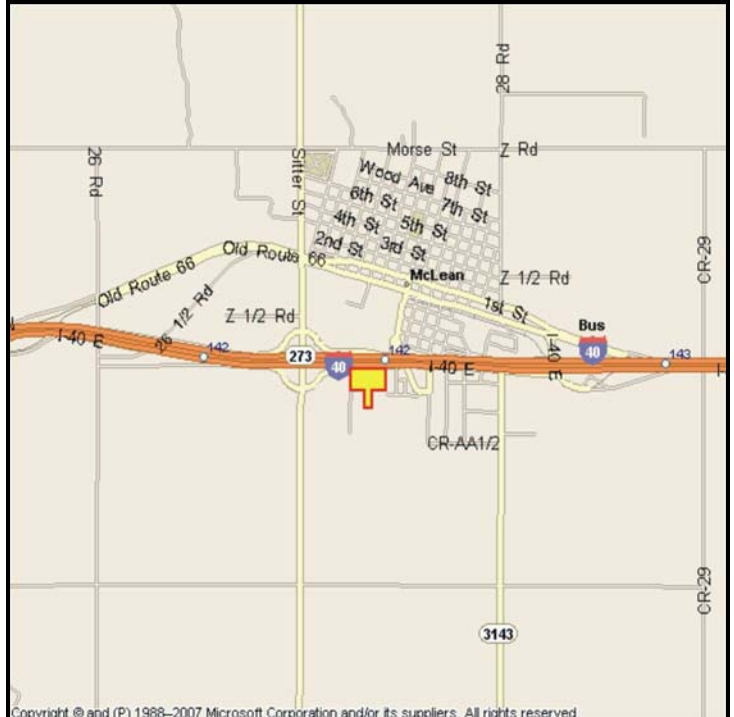 28 Rd
Morse St
Z Rd
26 Rd
Sitter St
Wood Ave
8th St
6th St
7th St
4th St
5th St
2nd St
3rd St
CR-29
Old Route 66
Old Route 66
McLean
Z 1/2 Rd
26 1/2 Rd
Z 1/2 Rd
1st St
Bus
40
I-40 E
142
273
40
142
I-40 E
I-40 E
143
I-
CR-AA1/2
CR-29
3143
Copyright © and (P) 1988–2007 Microsoft Corporation and/or its suppliers. All rights reserved.